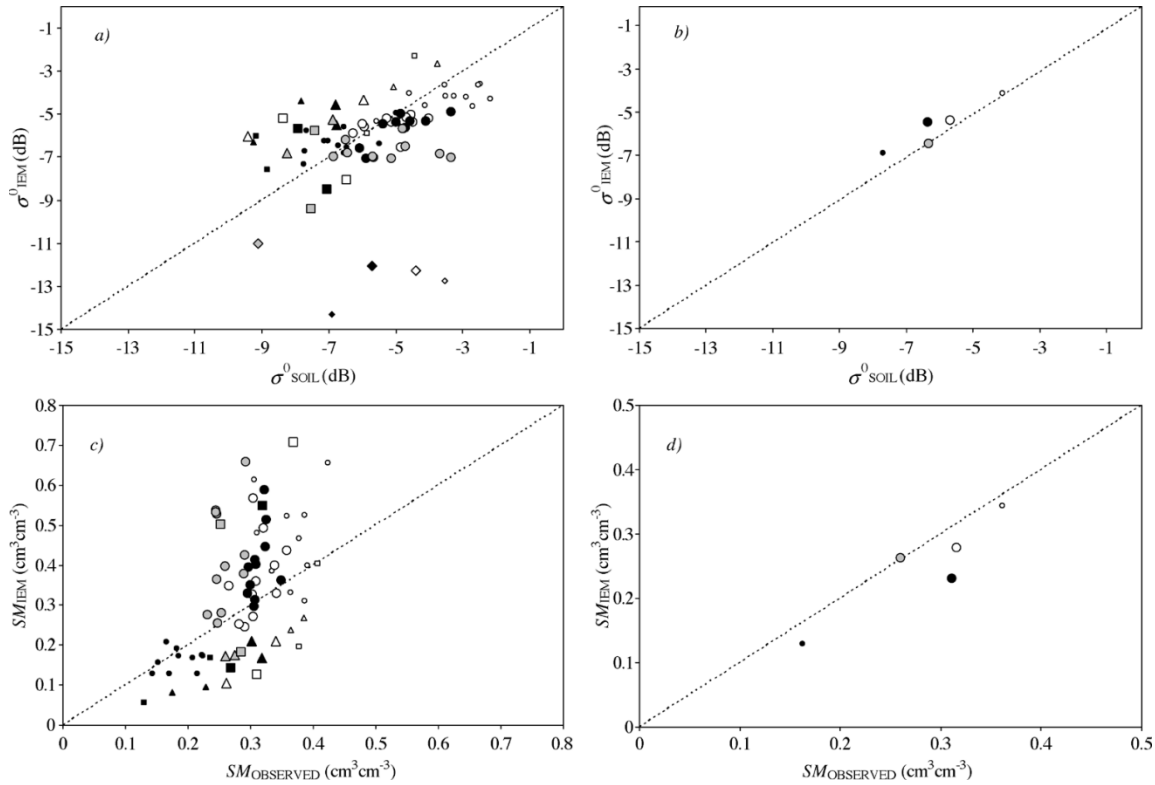 a)
-1
-3
-5
-7
-9
-11
-13
-15
σ⁰IEM (dB)
-15 -13 -11 -9 -7 -5 -3 -1
σ⁰SOIL (dB)
b)
-1
-3
-5
-7
-9
-11
-13
-15
σ⁰IEM (dB)
-15 -13 -11 -9 -7 -5 -3 -1
σ⁰SOIL (dB)
c)
0.8
0.7
0.6
0.5
0.4
0.3
0.2
0.1
0
SMIEM (cm³cm⁻³)
0 0.1 0.2 0.3 0.4 0.5 0.6 0.7 0.8
SMOBSERVED (cm³cm⁻³)
d)
0.5
0.4
0.3
0.2
0.1
0
SMIEM (cm³cm⁻³)
0 0.1 0.2 0.3 0.4 0.5
SMOBSERVED (cm³cm⁻³)